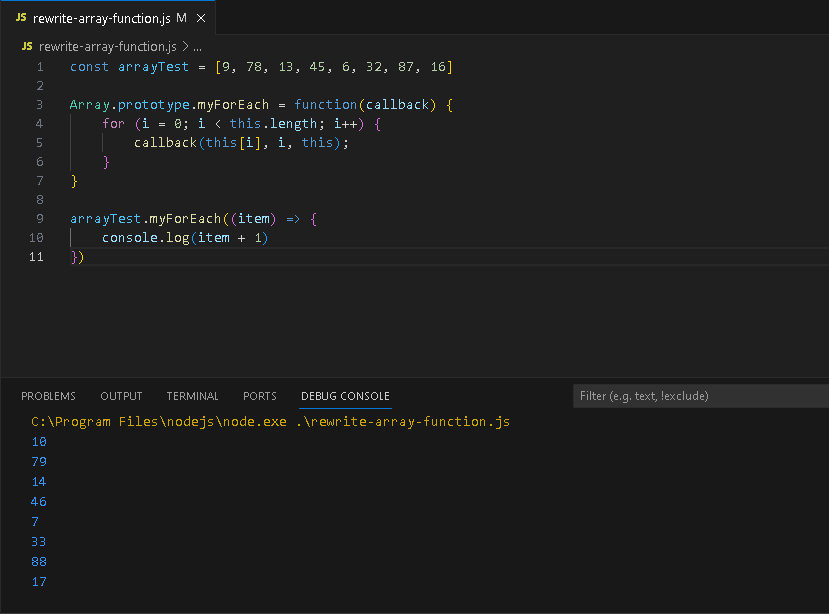 JS rewrite-array-function.js M ×
JS rewrite-array-function.js > ...
1 const arrayTest = [9, 78, 13, 45, 6, 32, 87, 16]
2
3 Array.prototype.myForEach = function(callback) {
4     for (i = 0; i < this.length; i++) {
5         callback(this[i], i, this);
6     }
7 }
8
9 arrayTest.myForEach((item) => {
10     console.log(item + 1)
11 })
PROBLEMS OUTPUT TERMINAL PORTS DEBUG CONSOLE Filter (e.g. text, !exclude)
C:\Program Files\nodejs\node.exe .\rewrite-array-function.js
10
79
14
46
7
33
88
17